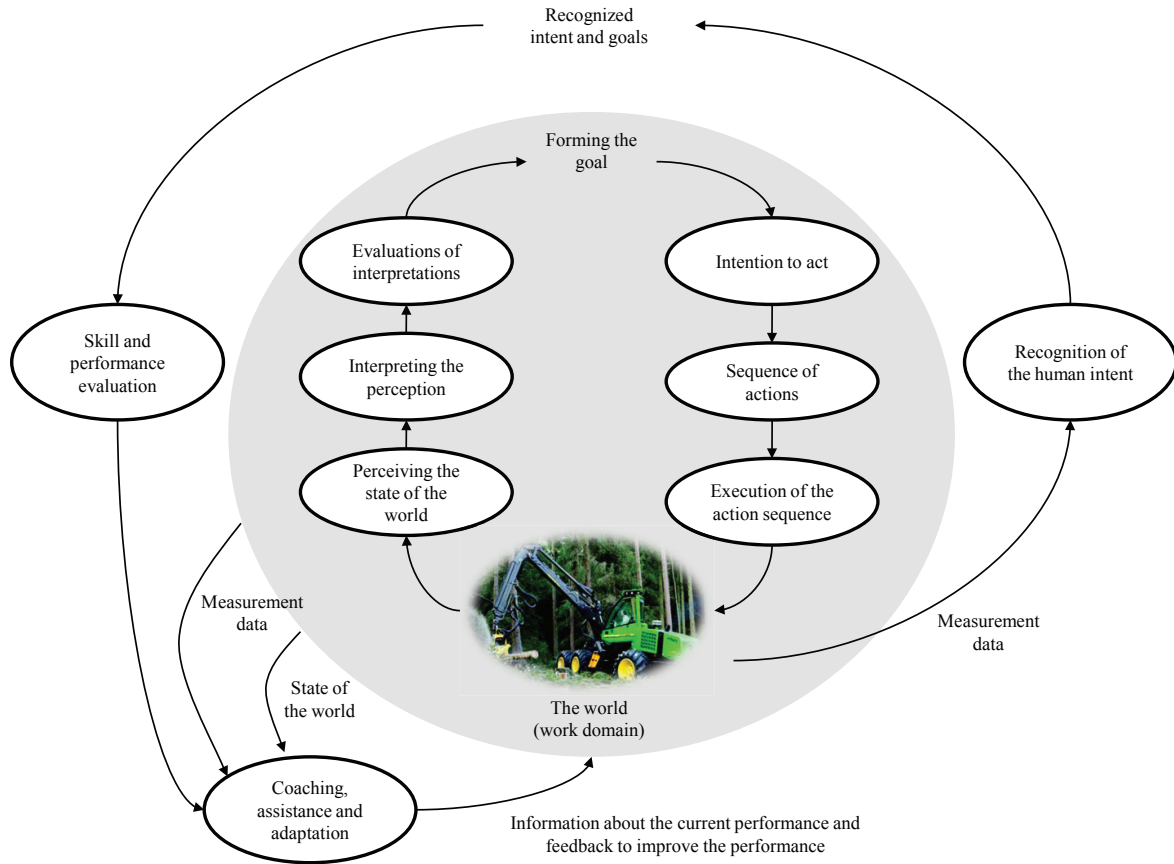 Recognized
intent and goals
Forming the
goal
Evaluations of
interpretations
Intention to act
Skill and
performance
evaluation
Interpreting the
perception
Sequence of
actions
Recognition of
the human intent
Perceiving the
state of the
world
Execution of the
action sequence
Measurement
data
Measurement
data
State of
the world
The world
(work domain)
Coaching,
assistance and
adaptation
Information about the current performance and
feedback to improve the performance